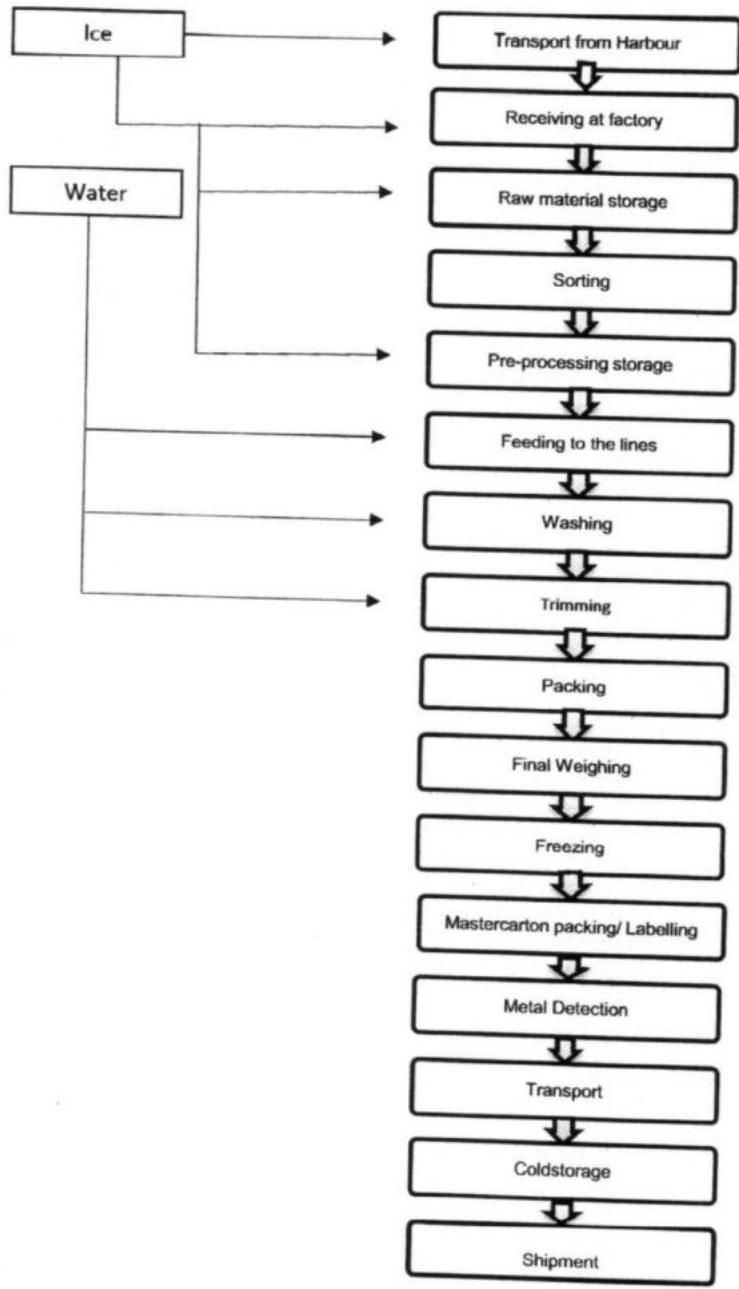 Ice
Transport from Harbour
Receiving at factory
Water
Raw material storage
Sorting
Pre-processing storage
Feeding to the lines
Washing
Trimming
Packing
Final Weighing
Freezing
Mastercarton packing/ Labelling
Metal Detection
Transport
Coldstorage
Shipment